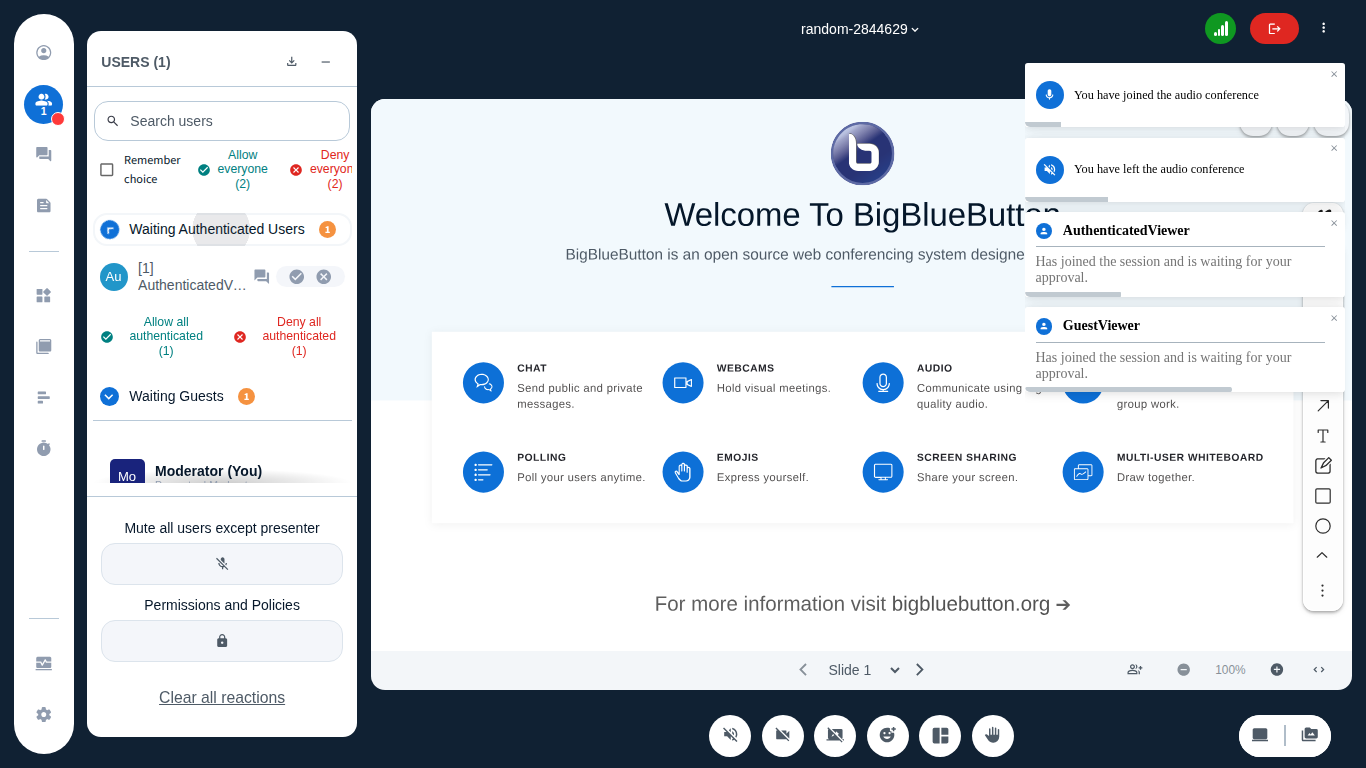 random-2844629
USERS (1)
1
Search users
Remember
choice
Allow
everyone
(2)
Deny
everyon
(2)
Waiting Authenticated Users
1
Au
[1]
AuthenticatedV…
Allow all
authenticated
(1)
Deny all
authenticated
(1)
Waiting Guests
1
Mo
Moderator (You)
Mute all users except presenter
Permissions and Policies
Clear all reactions
You have joined the audio conference
You have left the audio conference
AuthenticatedViewer
Has joined the session and is waiting for your
approval.
GuestViewer
Has joined the session and is waiting for your
approval.
Welcome To BigBlueButton
BigBlueButton is an open source web conferencing system designe
CHAT
Send public and private
messages.
WEBCAMS
Hold visual meetings.
AUDIO
Communicate using
quality audio.
group work.
POLLING
Poll your users anytime.
EMOJIS
Express yourself.
SCREEN SHARING
Share your screen.
MULTI-USER WHITEBOARD
Draw together.
For more information visit bigbluebutton.org ➔
Slide 1
100%